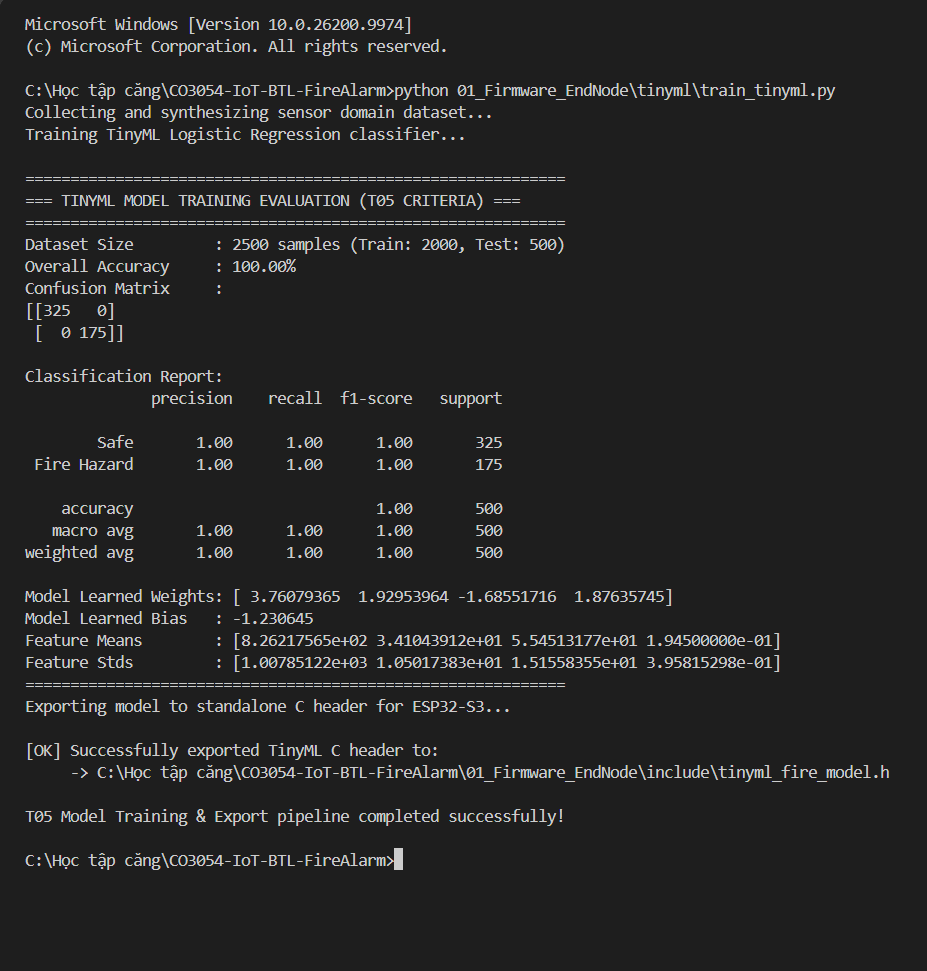 Microsoft Windows [Version 10.0.26200.9974]
(c) Microsoft Corporation. All rights reserved.

C:\Học tập căng\CO3054-IoT-BTL-FireAlarm>python 01_Firmware_EndNode\tinyml\train_tinyml.py
Collecting and synthesizing sensor domain dataset...
Training TinyML Logistic Regression classifier...

============================================================
=== TINYML MODEL TRAINING EVALUATION (T05 CRITERIA) ===
============================================================
Dataset Size         : 2500 samples (Train: 2000, Test: 500)
Overall Accuracy     : 100.00%
Confusion Matrix     :
[[325   0]
 [  0 175]]

Classification Report:
              precision    recall  f1-score   support

        Safe       1.00      1.00      1.00       325
 Fire Hazard       1.00      1.00      1.00       175

    accuracy                           1.00       500
   macro avg       1.00      1.00      1.00       500
weighted avg       1.00      1.00      1.00       500

Model Learned Weights: [ 3.76079365  1.92953964 -1.68551716  1.87635745]
Model Learned Bias   : -1.230645
Feature Means        : [8.26217565e+02 3.41043912e+01 5.54513177e+01 1.94500000e-01]
Feature Stds         : [1.00785122e+03 1.05017383e+01 1.51558355e+01 3.95815298e-01]
============================================================
Exporting model to standalone C header for ESP32-S3...

[OK] Successfully exported TinyML C header to:
     -> C:\Học tập căng\CO3054-IoT-BTL-FireAlarm\01_Firmware_EndNode\include\tinyml_fire_model.h

T05 Model Training & Export pipeline completed successfully!

C:\Học tập căng\CO3054-IoT-BTL-FireAlarm>